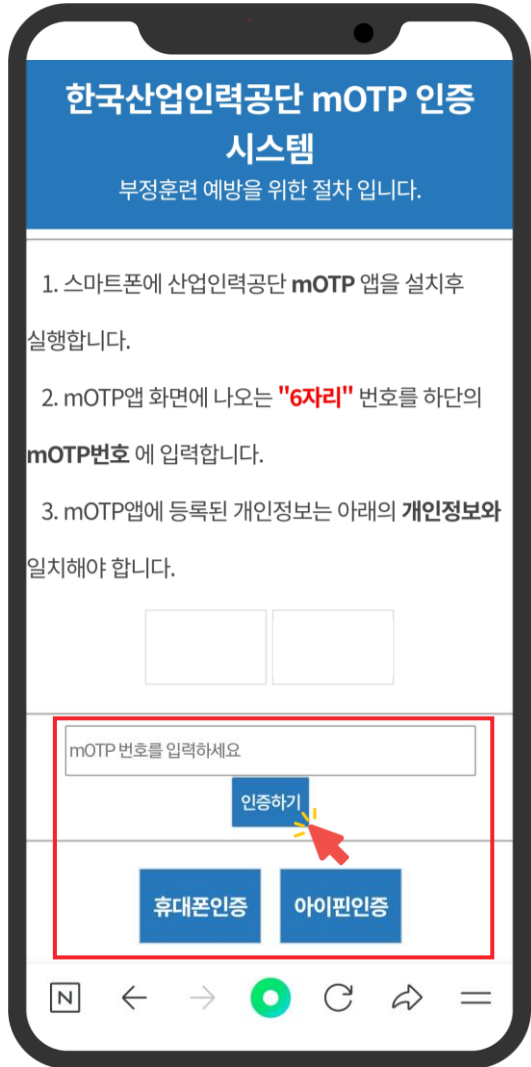 한국산업인력공단 mOTP 인증
시스템
부정훈련 예방을 위한 절차 입니다.
1. 스마트폰에 산업인력공단 mOTP 앱을 설치후
실행합니다.
2. mOTP앱 화면에 나오는 "6자리" 번호를 하단의
mOTP번호 에 입력합니다.
3. mOTP앱에 등록된 개인정보는 아래의 개인정보와
일치해야 합니다.
mOTP 번호를 입력하세요
인증하기
휴대폰인증 아이핀인증
N